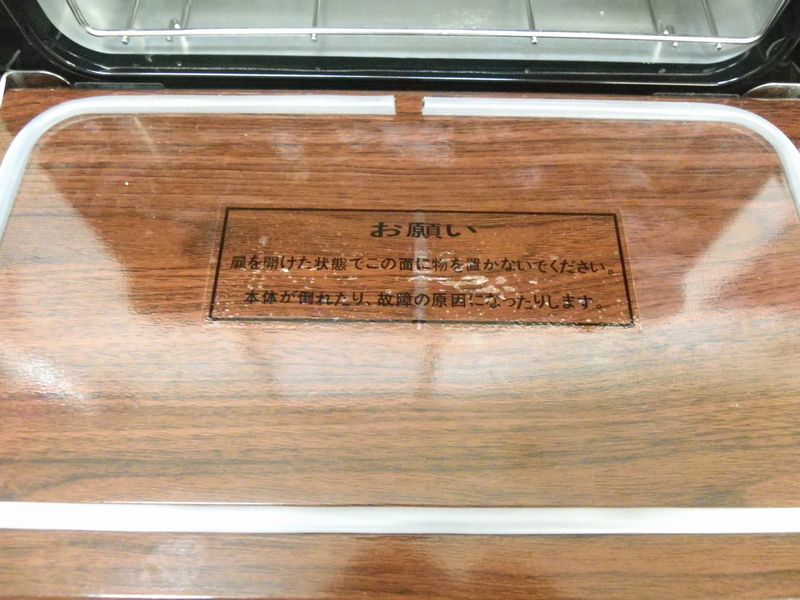 お願い
扉を開けた状態でこの面に物を置かないでください。
本体が倒れたり、故障の原因になったりします。